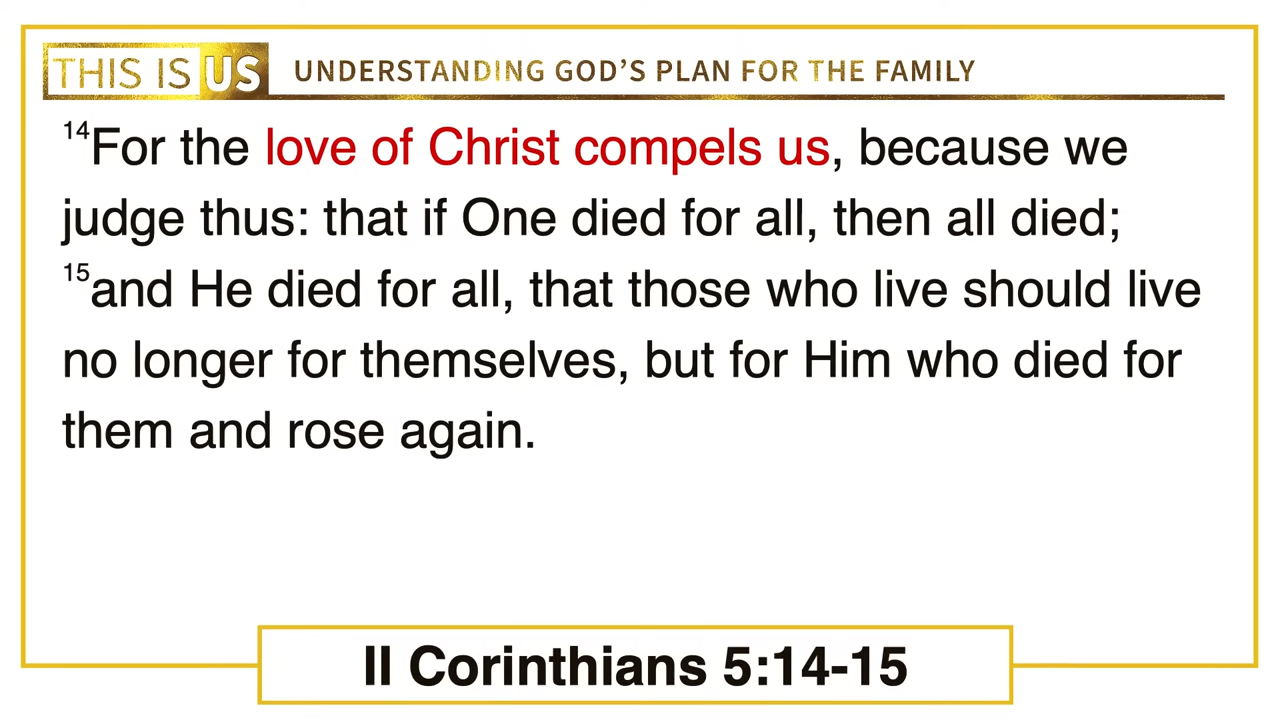 THIS IS US UNDERSTANDING GOD'S PLAN FOR THE FAMILY
14For the love of Christ compels us, because we
judge thus: that if One died for all, then all died;
15and He died for all, that those who live should live
no longer for themselves, but for Him who died for
them and rose again.
II Corinthians 5:14-15